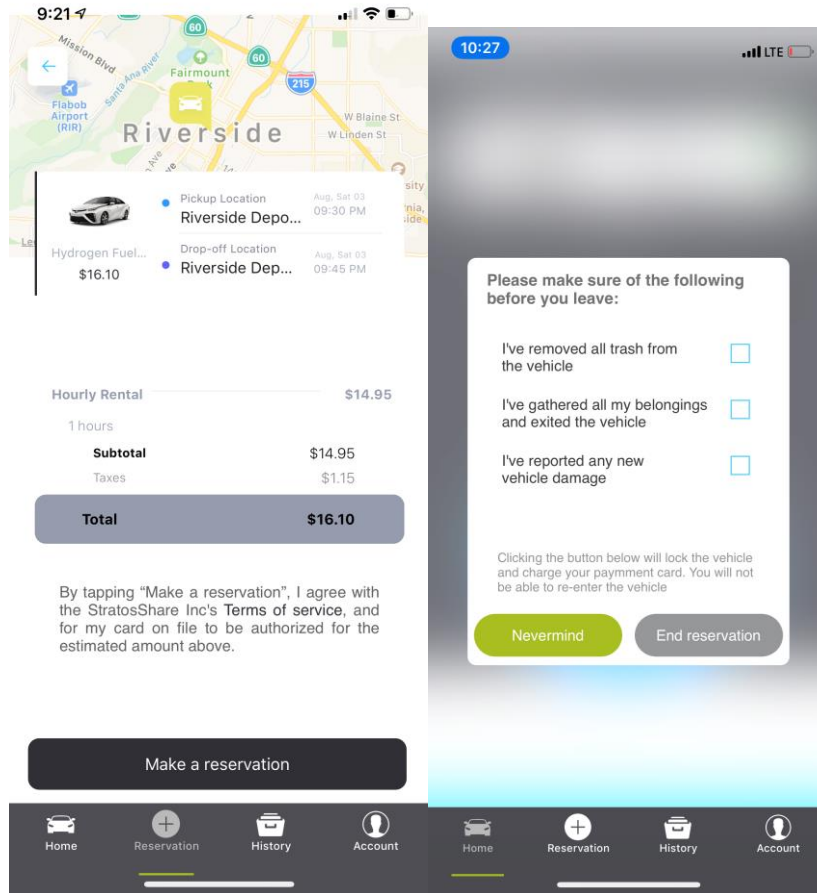 9:21
60
Mission Blvd
Santa Ana River
Fairmount
60
215
Flabob
Airport
(RIR)
W Blaine St
Riverside
W Linden St
Pickup Location
Aug, Sat 03
Riverside Depo...
09:30 PM
Hydrogen Fuel...
Drop-off Location
Aug, Sat 03
$16.10
Riverside Dep...
09:45 PM
Hourly Rental
$14.95
1 hours
Subtotal
$14.95
Taxes
$1.15
Total
$16.10
By tapping “Make a reservation”, I agree with
the StratosShare Inc's Terms of service, and
for my card on file to be authorized for the
estimated amount above.
Make a reservation
Home
Reservation
History
Account
10:27
LTE
Please make sure of the following
before you leave:
I've removed all trash from
the vehicle
I've gathered all my belongings
and exited the vehicle
I've reported any new
vehicle damage
Clicking the button below will lock the vehicle
and charge your paymment card. You will not
be able to re-enter the vehicle
Nevermind
End reservation
Home
Reservation
History
Account